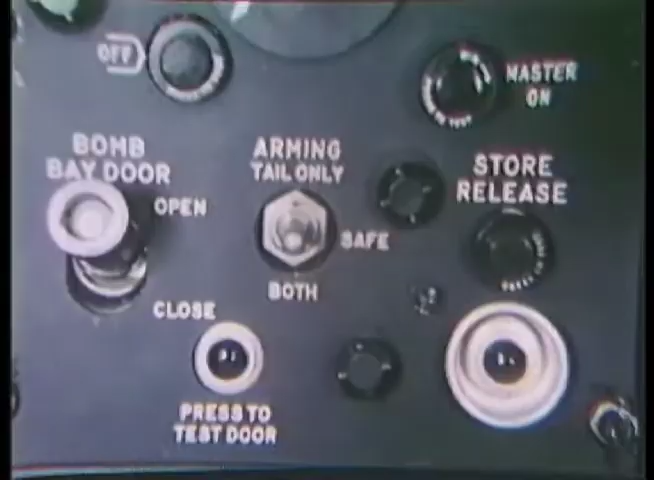 OFF
MASTER
ON
BOMB
BAY DOOR
OPEN
CLOSE
ARMING
TAIL ONLY
SAFE
BOTH
STORE
RELEASE
PRESS TO
TEST DOOR